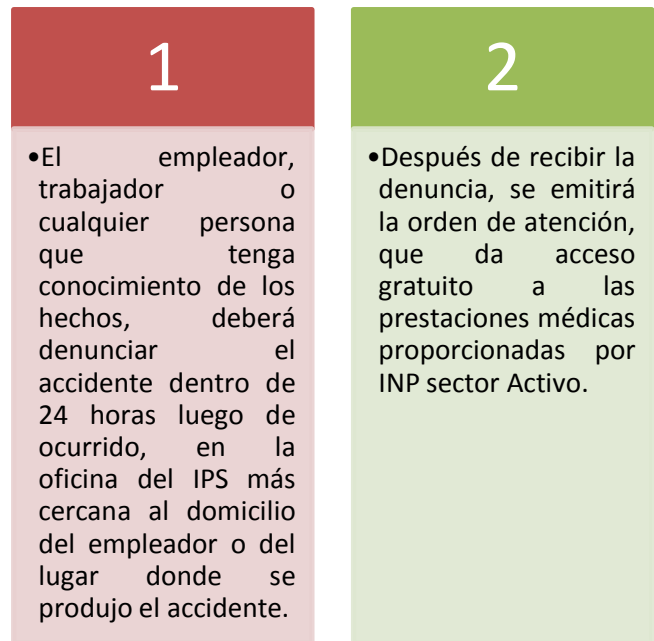 1
•El empleador,
trabajador o
cualquier persona
que tenga
conocimiento de los
hechos, deberá
denunciar el
accidente dentro de
24 horas luego de
ocurrido, en la
oficina del IPS más
cercana al domicilio
del empleador o del
lugar donde se
produjo el accidente.
2
•Después de recibir la
denuncia, se emitirá
la orden de atención,
que da acceso
gratuito a las
prestaciones médicas
proporcionadas por
INP sector Activo.